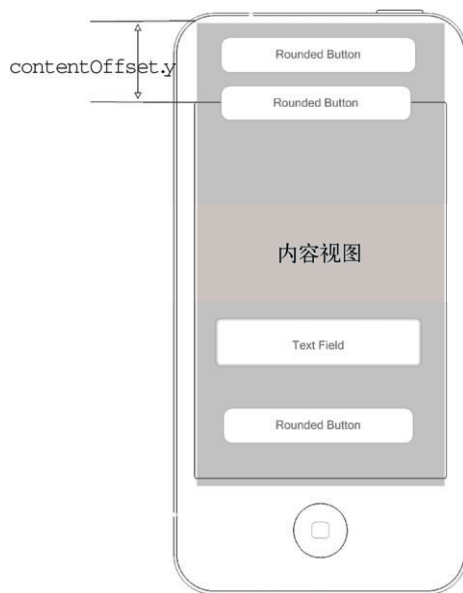 Rounded Button
contentOffset.y
Rounded Button
内容视图
Text Field
Rounded Button